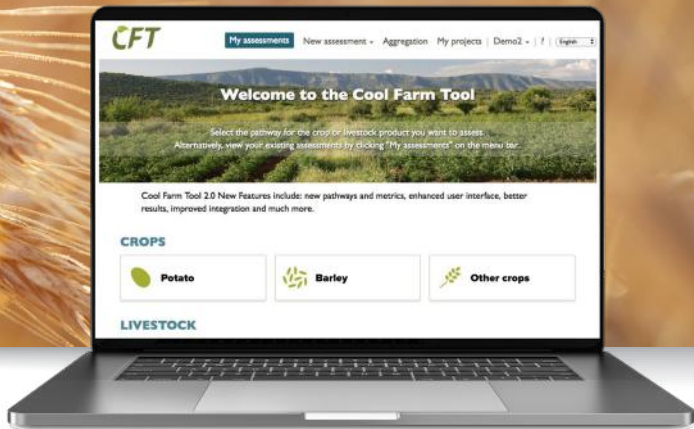 CFT
My assessments New assessment Aggregation My projects | Demo2 | ? | English
Welcome to the Cool Farm Tool
Select the pathway for the crop or livestock product you want to assess.
Alternatively, view your existing assessments by clicking "My assessments" on the menu bar.
Cool Farm Tool 2.0 New Features include: new pathways and metrics, enhanced user interface, better
results, improved integration and much more.
CROPS
Potato
Barley
Other crops
LIVESTOCK